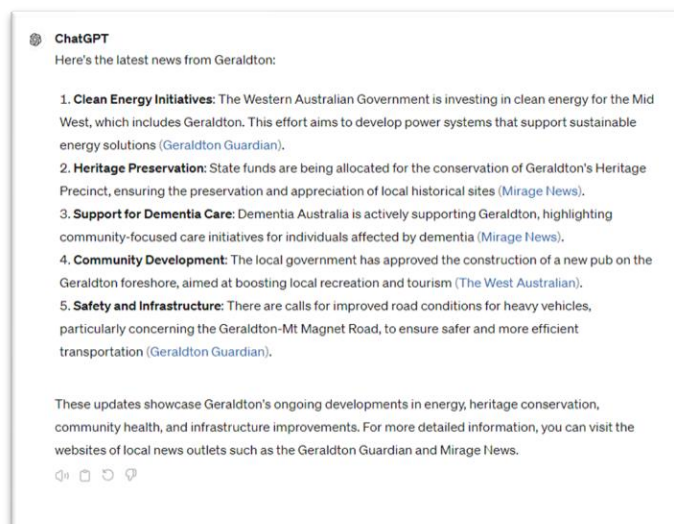 ChatGPT
Here's the latest news from Geraldton:
1. Clean Energy Initiatives: The Western Australian Government is investing in clean energy for the Mid
West, which includes Geraldton. This effort aims to develop power systems that support sustainable
energy solutions (Geraldton Guardian).
2. Heritage Preservation: State funds are being allocated for the conservation of Geraldton's Heritage
Precinct, ensuring the preservation and appreciation of local historical sites (Mirage News).
3. Support for Dementia Care: Dementia Australia is actively supporting Geraldton, highlighting
community-focused care initiatives for individuals affected by dementia (Mirage News).
4. Community Development: The local government has approved the construction of a new pub on the
Geraldton foreshore, aimed at boosting local recreation and tourism (The West Australian).
5. Safety and Infrastructure: There are calls for improved road conditions for heavy vehicles,
particularly concerning the Geraldton-Mt Magnet Road, to ensure safer and more efficient
transportation (Geraldton Guardian).
These updates showcase Geraldton's ongoing developments in energy, heritage conservation,
community health, and infrastructure improvements. For more detailed information, you can visit the
websites of local news outlets such as the Geraldton Guardian and Mirage News.